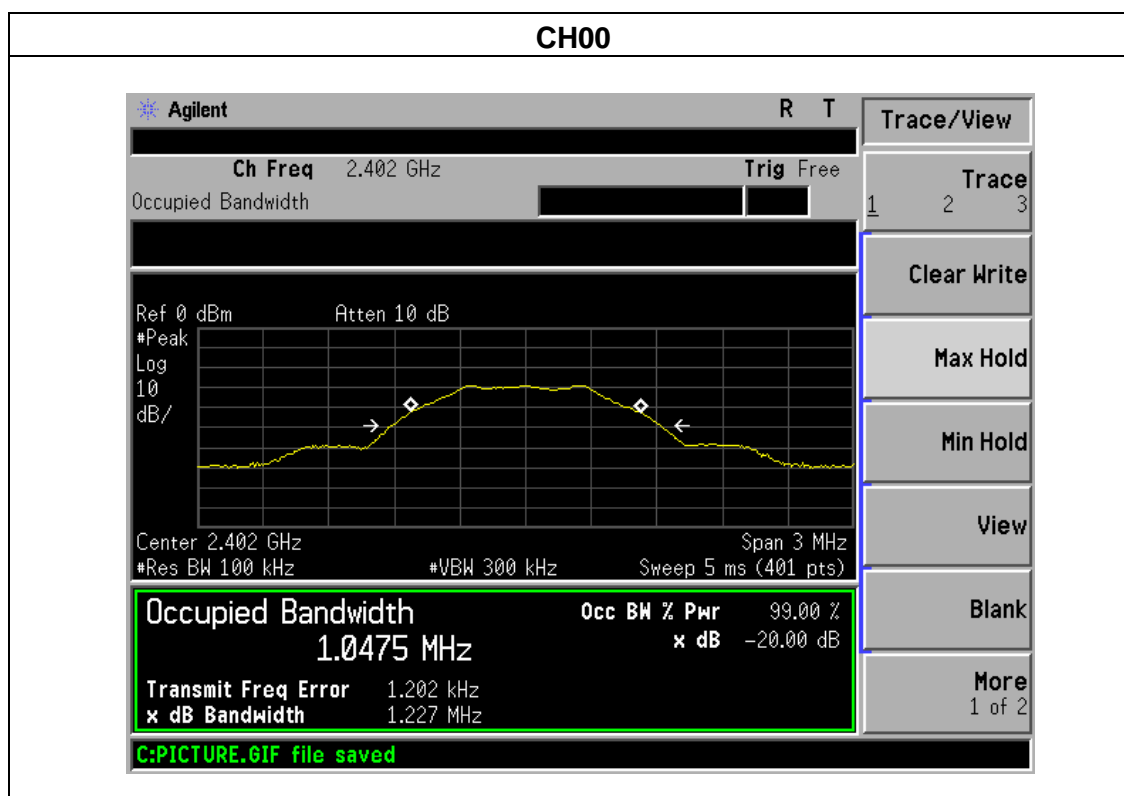 CH00
Agilent R T
Trace/View
Ch Freq 2.402 GHz Trig Free
Occupied Bandwidth
Trace
1 2 3
Clear Write
Max Hold
Min Hold
View
Blank
More
1 of 2
Ref 0 dBm Atten 10 dB
#Peak
Log
10
dB/
Center 2.402 GHz Span 3 MHz
#Res BW 100 kHz #VBW 300 kHz Sweep 5 ms (401 pts)
Occupied Bandwidth Occ BW % Pwr 99.00 %
1.0475 MHz x dB -20.00 dB
Transmit Freq Error 1.202 kHz
x dB Bandwidth 1.227 MHz
C:PICTURE.GIF file saved